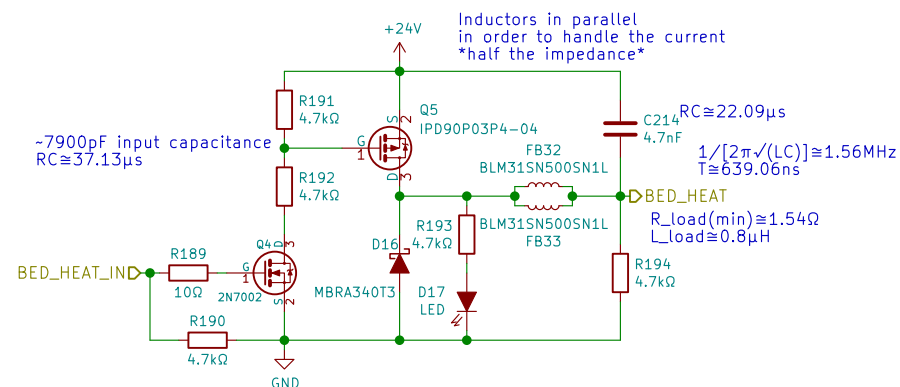 Inductors in parallel
in order to handle the current
*half the impedance*
+24V
R191
4.7kΩ
Q5
IPD90P03P4-04
S
2
G
1
D
3
~7900pF input capacitance
RC≅37.13µs
C214
4.7nF
RC≅22.09µs
1/[2π√(LC)]≅1.56MHz
T≅639.06ns
FB32
BLM31SN500SN1L
R192
4.7kΩ
BED_HEAT
R_load(min)≅1.54Ω
L_load≅0.8µH
BLM31SN500SN1L
FB33
R193
4.7kΩ
D16
MBRA340T3
D17
LED
R194
4.7kΩ
Q4
D
3
G
1
S
2
2N7002
BED_HEAT_IN
R189
10Ω
R190
4.7kΩ
GND